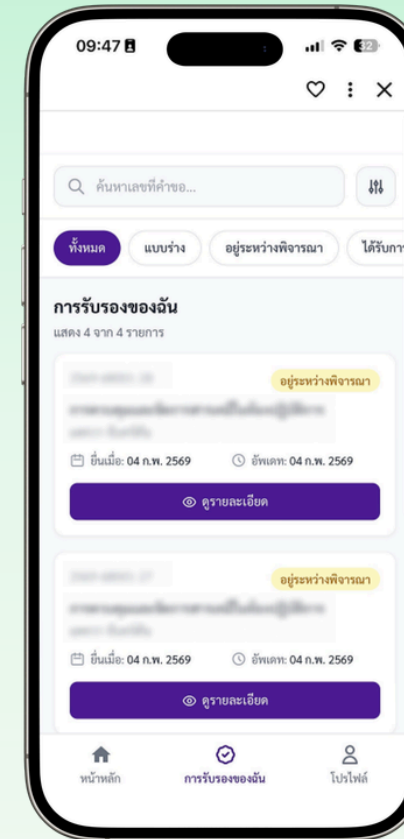 09:47
32
ค้นหาเลขที่คำขอ...
ทั้งหมด แบบร่าง อยู่ระหว่างพิจารณา ได้รับการ
การรับรองของฉัน
แสดง 4 จาก 4 รายการ
อยู่ระหว่างพิจารณา
ยื่นเมื่อ: 04 ก.พ. 2569 อัพเดท: 04 ก.พ. 2569
ดูรายละเอียด
อยู่ระหว่างพิจารณา
ยื่นเมื่อ: 04 ก.พ. 2569 อัพเดท: 04 ก.พ. 2569
ดูรายละเอียด
หน้าหลัก การรับรองของฉัน โปรไฟล์